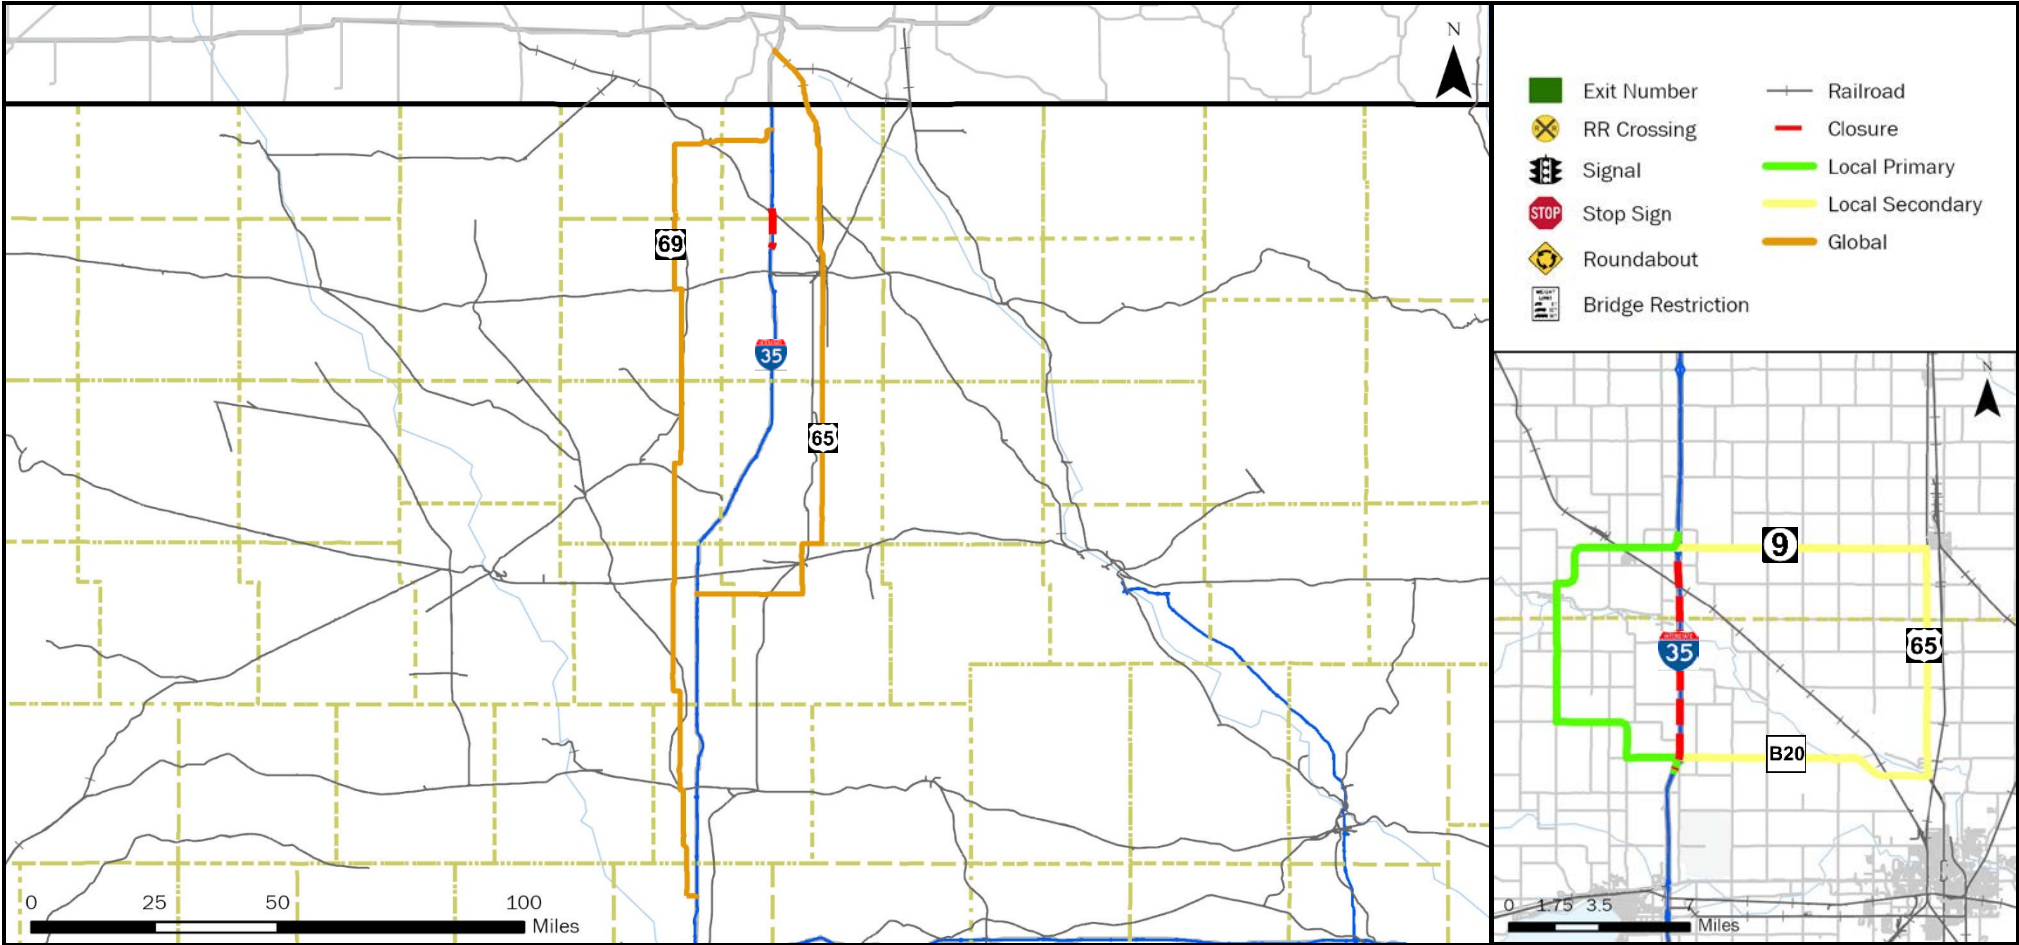 N
69
35
65
0 25 50 100
Miles
Exit Number
RR Crossing
Signal
STOP Stop Sign
Roundabout
Bridge Restriction
Railroad
Closure
Local Primary
Local Secondary
Global
N
9
35
65
B20
0 1.75 3.5 7
Miles